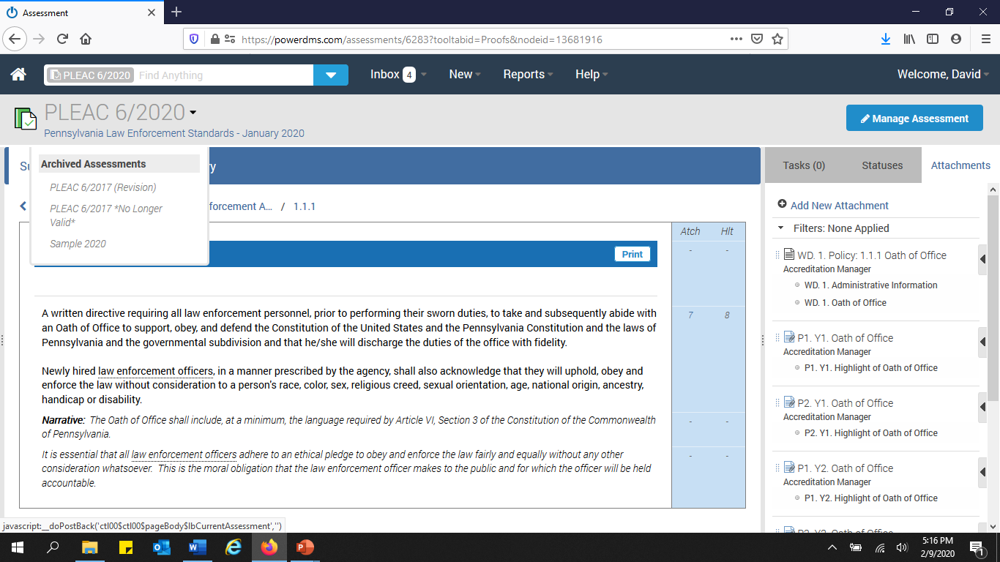 Assessment
https://powerdms.com/assessments/6283?tooltabid=Proofs&nodeid=13681916
PLEAC 6/2020 Find Anything
Inbox 4 New Reports Help
Welcome, David
PLEAC 6/2020
Pennsylvania Law Enforcement Standards - January 2020
Manage Assessment
Archived Assessments
PLEAC 6/2017 (Revision)
PLEAC 6/2017 *No Longer
Valid*
Sample 2020
forcement A... / 1.1.1
Print
Atch Hlt
- -
A written directive requiring all law enforcement personnel, prior to performing their sworn duties, to take and subsequently abide with
an Oath of Office to support, obey, and defend the Constitution of the United States and the Pennsylvania Constitution and the laws of
Pennsylvania and the governmental subdivision and that he/she will discharge the duties of the office with fidelity.
7 8
Newly hired law enforcement officers, in a manner prescribed by the agency, shall also acknowledge that they will uphold, obey and
enforce the law without consideration to a person's race, color, sex, religious creed, sexual orientation, age, national origin, ancestry,
handicap or disability.
Narrative: The Oath of Office shall include, at a minimum, the language required by Article VI, Section 3 of the Constitution of the Commonwealth
of Pennsylvania.
- -
It is essential that all law enforcement officers adhere to an ethical pledge to obey and enforce the law fairly and equally without any other
consideration whatsoever. This is the moral obligation that the law enforcement officer makes to the public and for which the officer will be held
accountable.
- -
Tasks (0) Statuses Attachments
Add New Attachment
Filters: None Applied
WD. 1. Policy: 1.1.1 Oath of Office
Accreditation Manager
WD. 1. Administrative Information
WD. 1. Oath of Office
P1. Y1. Oath of Office
Accreditation Manager
P1. Y1. Highlight of Oath of Office
P2. Y1. Oath of Office
Accreditation Manager
P2. Y1. Highlight of Oath of Office
P1. Y2. Oath of Office
Accreditation Manager
P1. Y2. Highlight of Oath of Office
javascript:__doPostBack('ctl00$ctl00$pageBody$lbCurrentAssessment','')
5:16 PM
2/9/2020
1